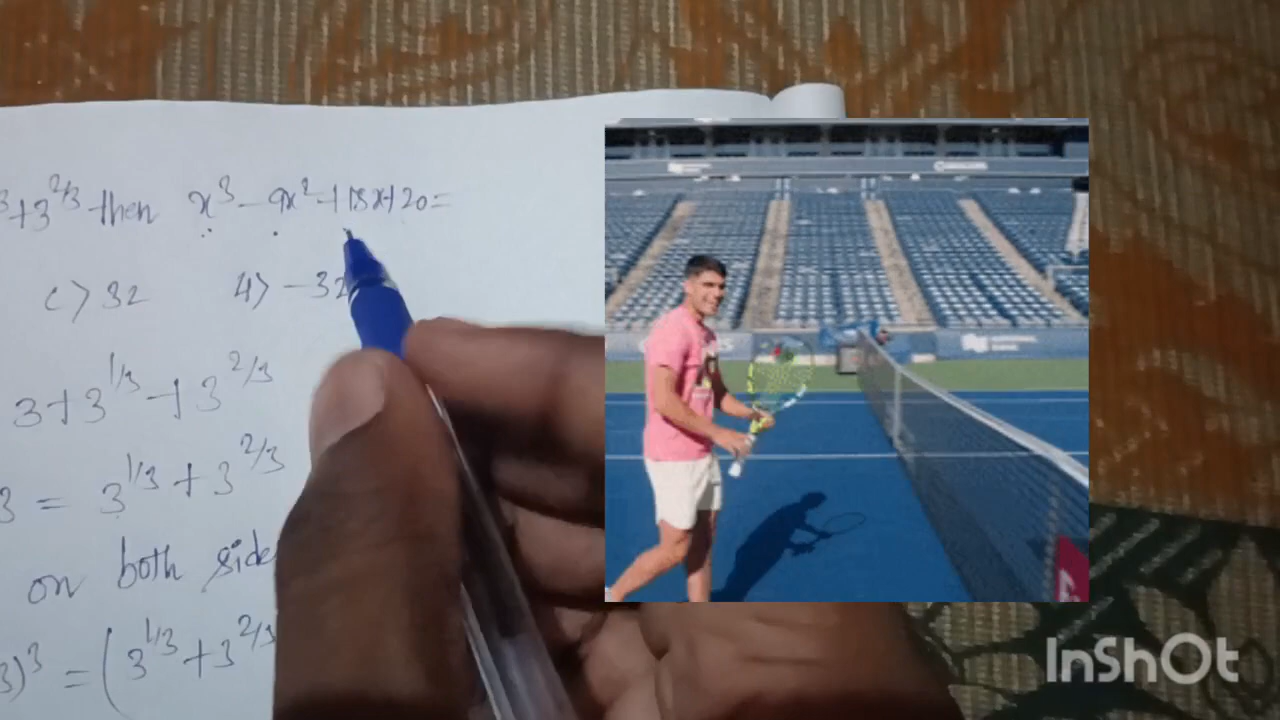 ³+3^{2/3} then x³-9x²+18x+20=
c) 32 4) -32
3+3^{1/3}+3^{2/3}
3 = 3^{1/3}+3^{2/3}
on both side
3)³ = (3^{1/3}+3^{2/3}
InShOt